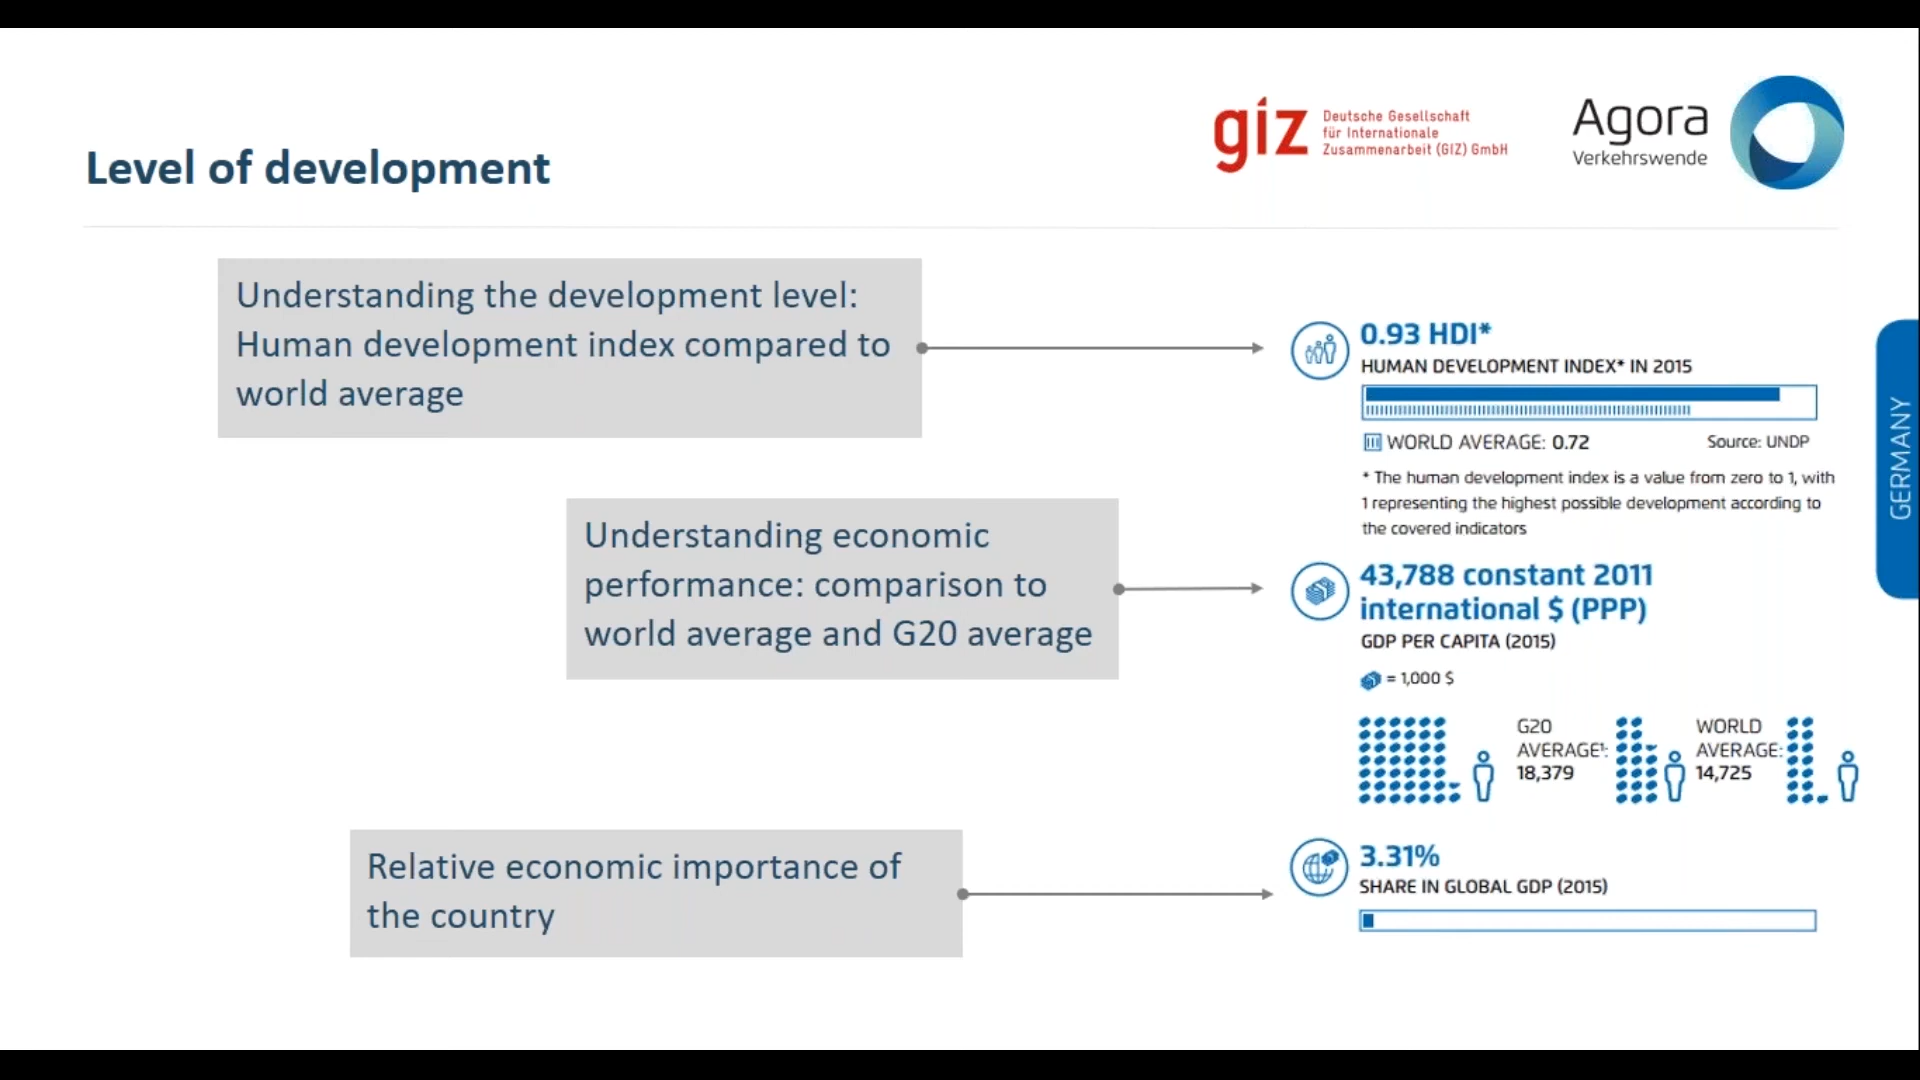 giz Deutsche Gesellschaft
für Internationale
Zusammenarbeit (GIZ) GmbH
Agora
Verkehrswende
Level of development
Understanding the development level:
Human development index compared to
world average
0.93 HDI*
HUMAN DEVELOPMENT INDEX* IN 2015
WORLD AVERAGE: 0.72
Source: UNDP
* The human development index is a value from zero to 1, with
1 representing the highest possible development according to
the covered indicators
GERMANY
Understanding economic
performance: comparison to
world average and G20 average
43,788 constant 2011
international $ (PPP)
GDP PER CAPITA (2015)
= 1,000 $
G20
AVERAGE¹:
18,379
WORLD
AVERAGE:
14,725
Relative economic importance of
the country
3.31%
SHARE IN GLOBAL GDP (2015)